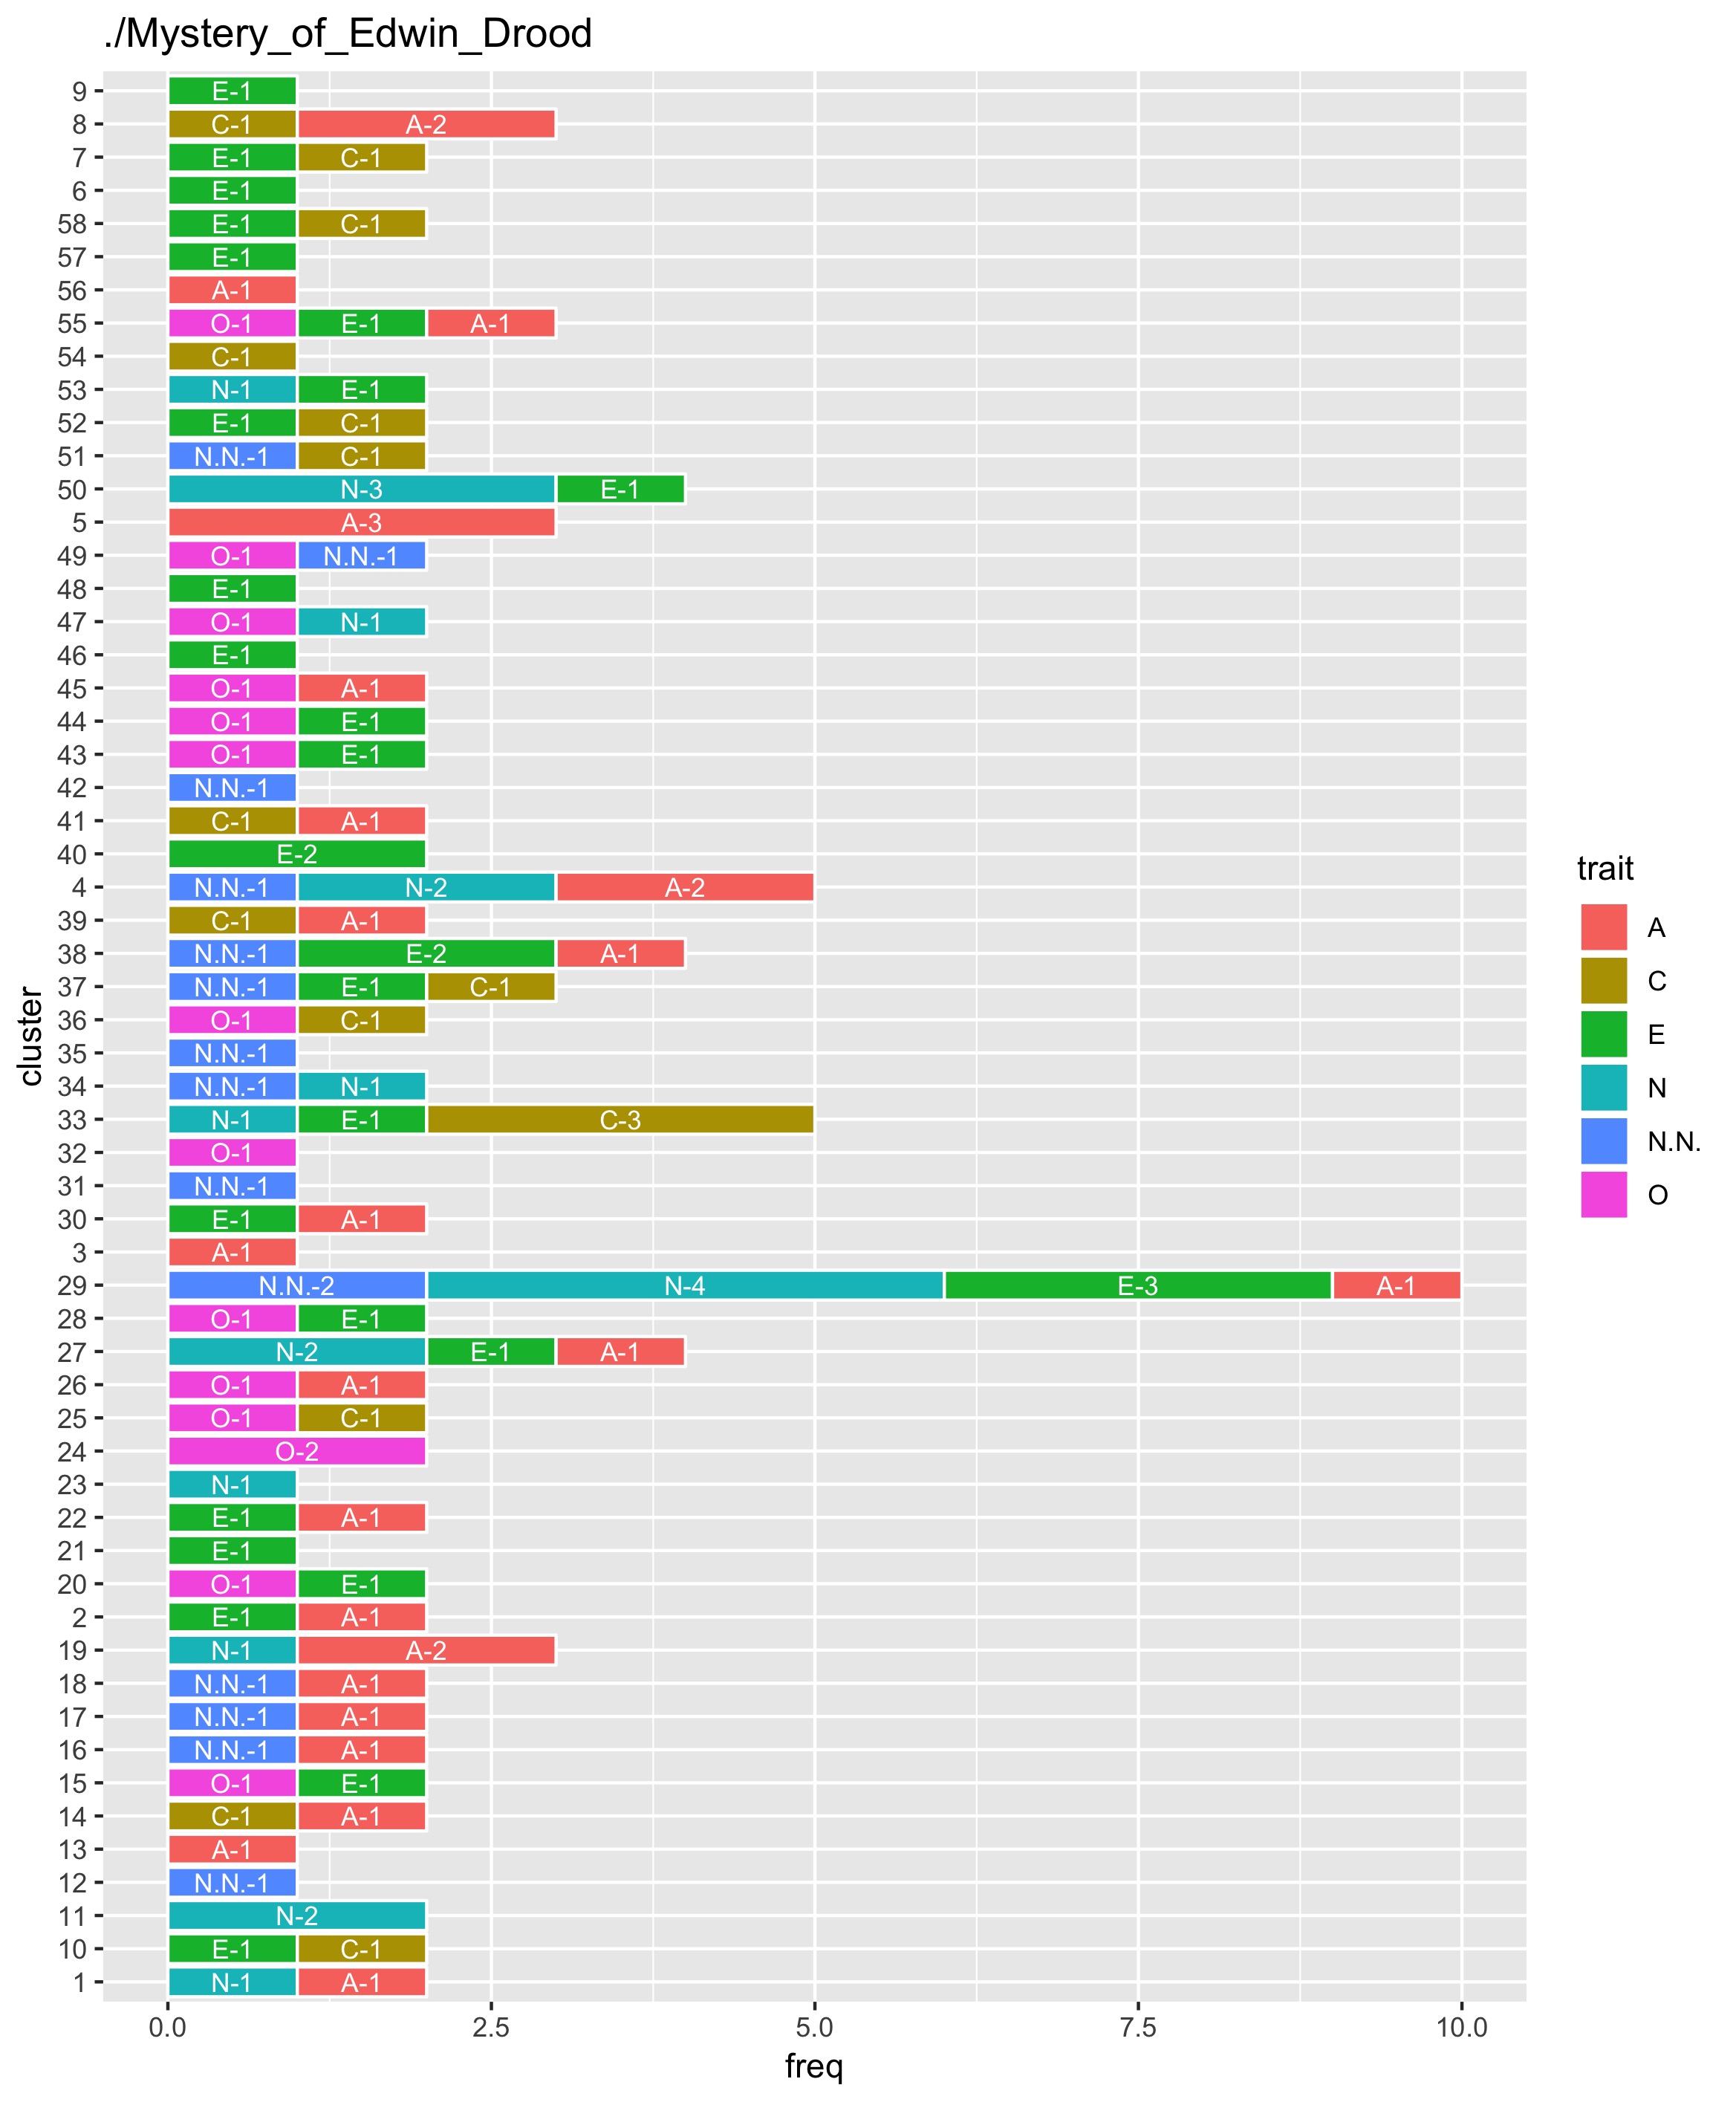 ./Mystery_of_Edwin_Drood
9 E-1
8 C-1 A-2
7 E-1 C-1
6 E-1
58 E-1 C-1
57 E-1
56 A-1
55 O-1 E-1 A-1
54 C-1
53 N-1 E-1
52 E-1 C-1
51 N.N.-1 C-1
50 N-3 E-1
5 A-3
49 O-1 N.N.-1
48 E-1
47 O-1 N-1
46 E-1
45 O-1 A-1
44 O-1 E-1
43 O-1 E-1
42 N.N.-1
41 C-1 A-1
40 E-2
4 N.N.-1 N-2 A-2
39 C-1 A-1
38 N.N.-1 E-2 A-1
37 N.N.-1 E-1 C-1
36 O-1 C-1
35 N.N.-1
34 N.N.-1 N-1
33 N-1 E-1 C-3
32 O-1
31 N.N.-1
30 E-1 A-1
3 A-1
29 N.N.-2 N-4 E-3 A-1
28 O-1 E-1
27 N-2 E-1 A-1
26 O-1 A-1
25 O-1 C-1
24 O-2
23 N-1
22 E-1 A-1
21 E-1
20 O-1 E-1
2 E-1 A-1
19 N-1 A-2
18 N.N.-1 A-1
17 N.N.-1 A-1
16 N.N.-1 A-1
15 O-1 E-1
14 C-1 A-1
13 A-1
12 N.N.-1
11 N-2
10 E-1 C-1
1 N-1 A-1
0.0 2.5 5.0 7.5 10.0
freq
cluster
trait
A
C
E
N
N.N.
O